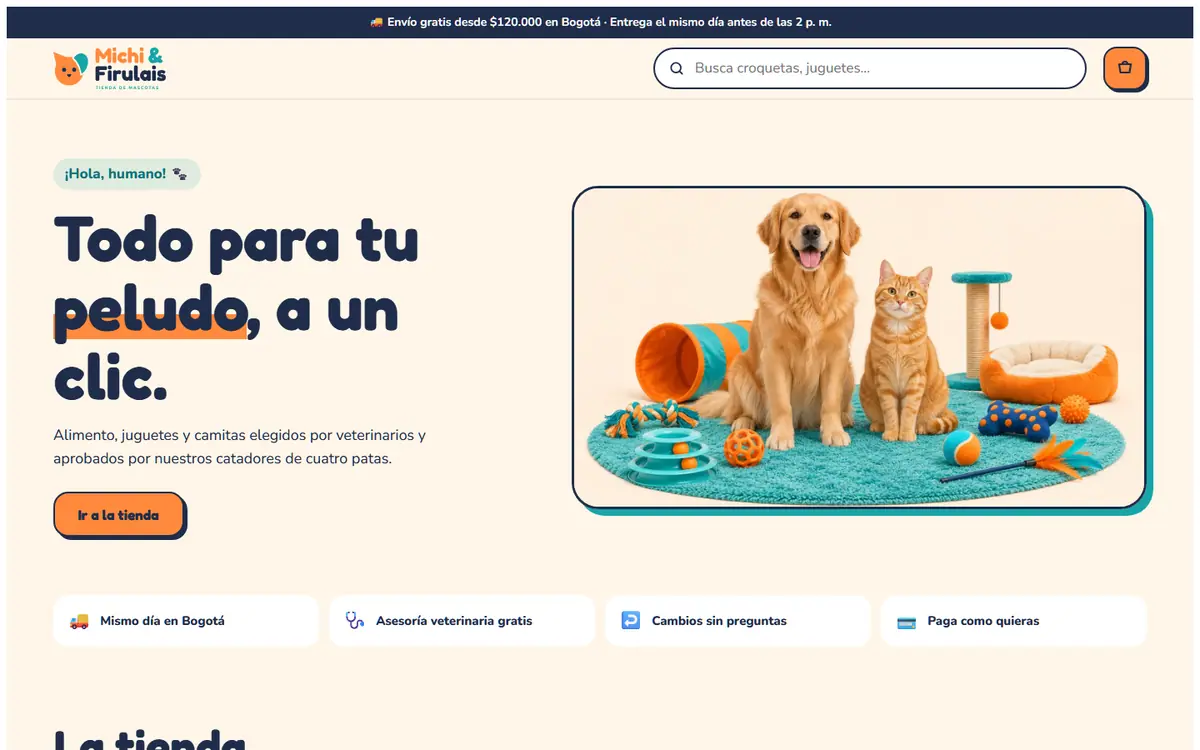 🚚 Envío gratis desde $120.000 en Bogotá · Entrega el mismo día antes de las 2 p. m.
Michi &
Firulais
TIENDA DE MASCOTAS
Busca croquetas, juguetes...
¡Hola, humano! 🐾
Todo para tu
peludo, a un
clic.
Alimento, juguetes y camitas elegidos por veterinarios y
aprobados por nuestros catadores de cuatro patas.
Ir a la tienda
🚚 Mismo día en Bogotá
🩺 Asesoría veterinaria gratis
↩️ Cambios sin preguntas
💳 Paga como quieras
La tienda